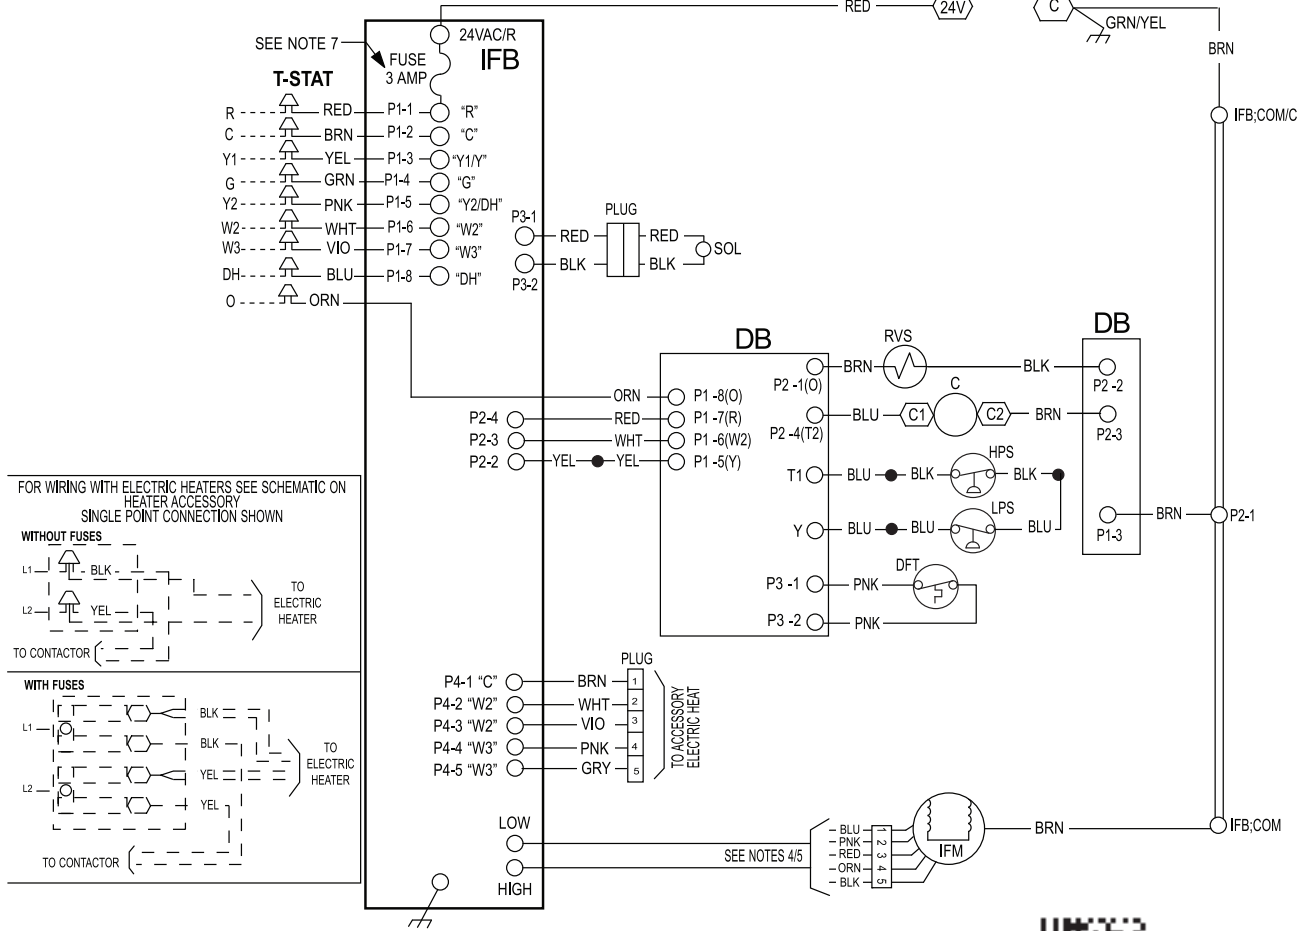 RED 24V C
GRN/YEL
BRN
SEE NOTE 7
24VAC/R
IFB
FUSE
3 AMP
T-STAT
R RED P1-1 “R”
C BRN P1-2 “C”
Y1 YEL P1-3 “Y1/Y”
G GRN P1-4 “G”
Y2 PNK P1-5 “Y2/DH”
W2 WHT P1-6 “W2”
W3 VIO P1-7 “W3”
DH BLU P1-8 “DH”
O ORN
IFB;COM/C
P3-1 PLUG
RED RED
SOL
BLK BLK
P3-2
DB
DB
RVS
BRN BLK
P2 -1(O) P2 -2
C
BLU C1 C2 BRN
P2 -4(T2) P2-3
ORN P1 -8(O)
P2-4 RED P1 -7(R)
P2-3 WHT P1 -6(W2)
P2-2 YEL YEL P1 -5(Y)
HPS
T1 BLU BLK BLK
LPS
Y BLU BLU BLU
P1-3 BRN P2-1
DFT
P3 -1 PNK
P3 -2 PNK
FOR WIRING WITH ELECTRIC HEATERS SEE SCHEMATIC ON
HEATER ACCESSORY
SINGLE POINT CONNECTION SHOWN
WITHOUT FUSES
L1 BLK
L2 YEL
TO
ELECTRIC
HEATER
TO CONTACTOR
WITH FUSES
L1 BLK
BLK
YEL
L2 YEL
TO
ELECTRIC
HEATER
TO CONTACTOR
PLUG
P4-1 “C” BRN 1
P4-2 “W2” WHT 2
P4-3 “W2” VIO 3
P4-4 “W3” PNK 4
P4-5 “W3” GRY 5
TO ACCESSORY
ELECTRIC HEAT
LOW
HIGH
SEE NOTES 4/5
BLU 1
PNK 2
RED 3
ORN 4
BLK 5
IFM
BRN
IFB;COM